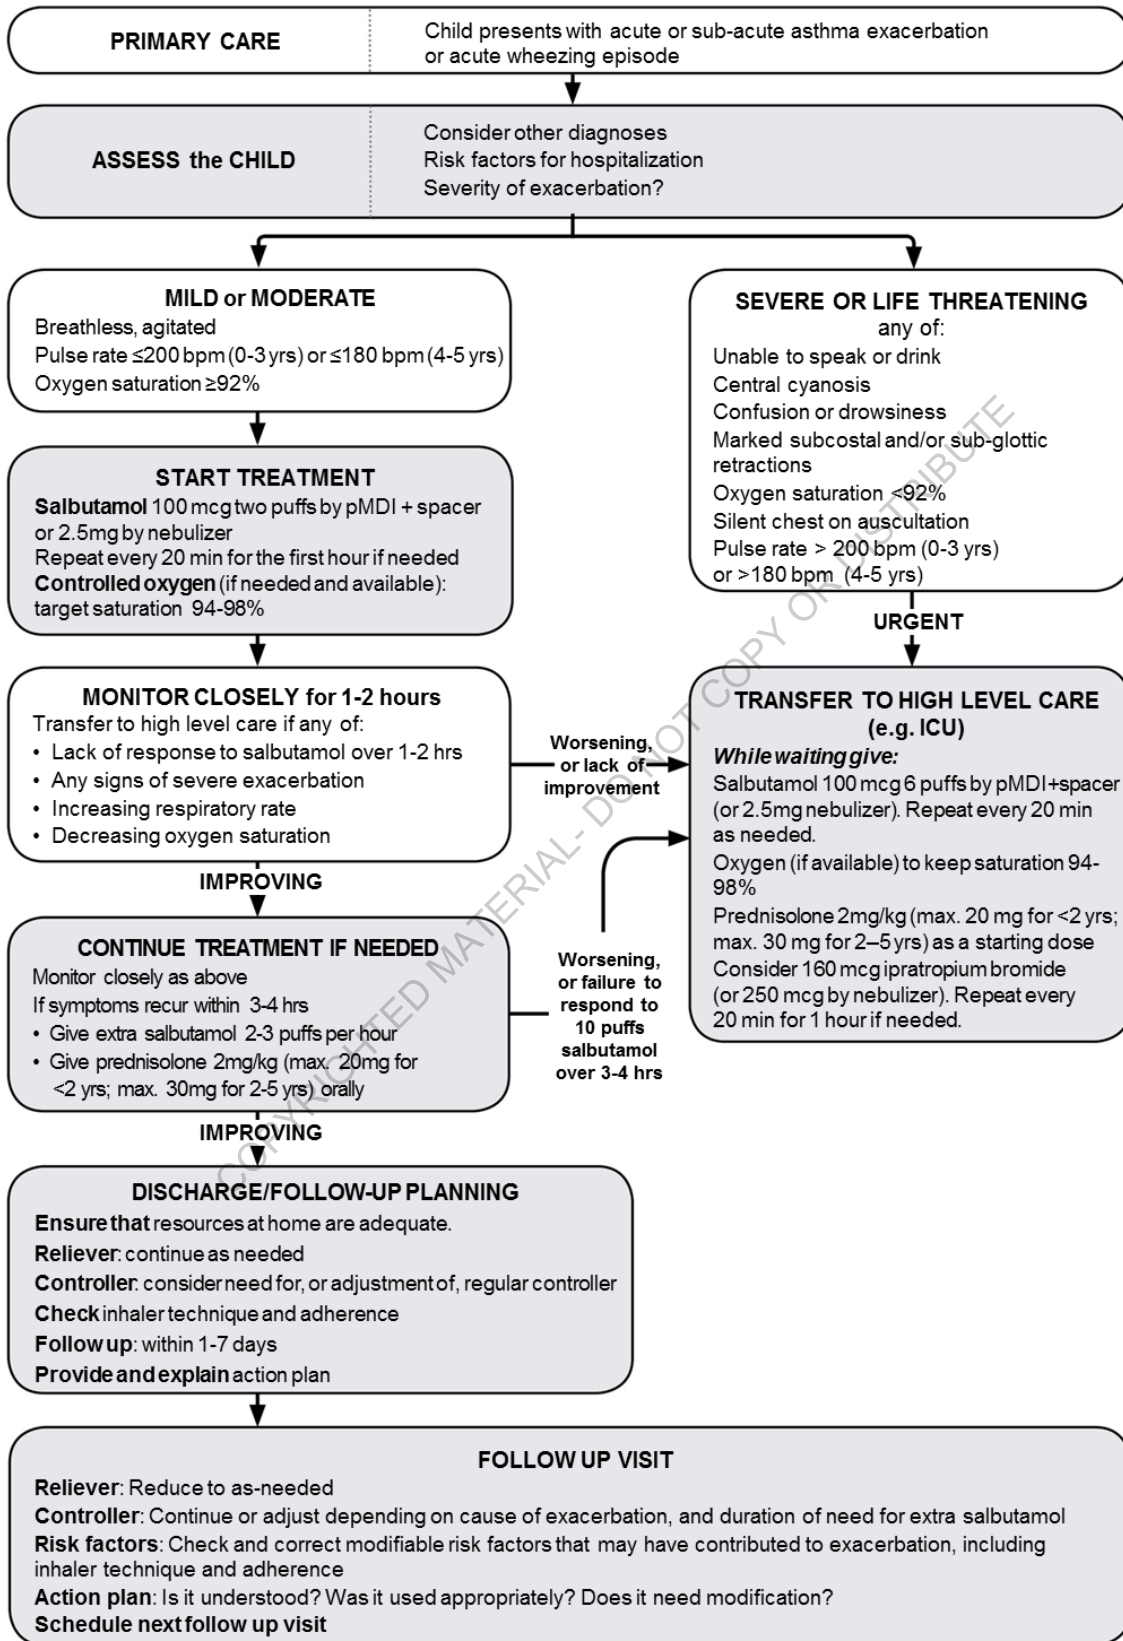 PRIMARY CARE
Child presents with acute or sub-acute asthma exacerbation
or acute wheezing episode
ASSESS the CHILD
Consider other diagnoses
Risk factors for hospitalization
Severity of exacerbation?
MILD or MODERATE
Breathless, agitated
Pulse rate ≤200 bpm (0-3 yrs) or ≤180 bpm (4-5 yrs)
Oxygen saturation ≥92%
SEVERE OR LIFE THREATENING
any of:
Unable to speak or drink
Central cyanosis
Confusion or drowsiness
Marked subcostal and/or sub-glottic
retractions
Oxygen saturation <92%
Silent chest on auscultation
Pulse rate > 200 bpm (0-3 yrs)
or >180 bpm (4-5 yrs)
START TREATMENT
Salbutamol 100 mcg two puffs by pMDI + spacer
or 2.5mg by nebulizer
Repeat every 20 min for the first hour if needed
Controlled oxygen (if needed and available):
target saturation 94-98%
URGENT
MONITOR CLOSELY for 1-2 hours
Transfer to high level care if any of:
• Lack of response to salbutamol over 1-2 hrs
• Any signs of severe exacerbation
• Increasing respiratory rate
• Decreasing oxygen saturation
Worsening,
or lack of
improvement
TRANSFER TO HIGH LEVEL CARE
(e.g. ICU)
While waiting give:
Salbutamol 100 mcg 6 puffs by pMDI+spacer
(or 2.5mg nebulizer). Repeat every 20 min
as needed.
Oxygen (if available) to keep saturation 94-
98%
Prednisolone 2mg/kg (max. 20 mg for <2 yrs;
max. 30 mg for 2–5 yrs) as a starting dose
Consider 160 mcg ipratropium bromide
(or 250 mcg by nebulizer). Repeat every
20 min for 1 hour if needed.
IMPROVING
CONTINUE TREATMENT IF NEEDED
Monitor closely as above
If symptoms recur within 3-4 hrs
• Give extra salbutamol 2-3 puffs per hour
• Give prednisolone 2mg/kg (max. 20mg for
<2 yrs; max. 30mg for 2-5 yrs) orally
Worsening,
or failure to
respond to
10 puffs
salbutamol
over 3-4 hrs
IMPROVING
DISCHARGE/FOLLOW-UP PLANNING
Ensure that resources at home are adequate.
Reliever: continue as needed
Controller: consider need for, or adjustment of, regular controller
Check inhaler technique and adherence
Follow up: within 1-7 days
Provide and explain action plan
FOLLOW UP VISIT
Reliever: Reduce to as-needed
Controller: Continue or adjust depending on cause of exacerbation, and duration of need for extra salbutamol
Risk factors: Check and correct modifiable risk factors that may have contributed to exacerbation, including
inhaler technique and adherence
Action plan: Is it understood? Was it used appropriately? Does it need modification?
Schedule next follow up visit
COPYRIGHTED MATERIAL- DO NOT COPY OR DISTRIBUTE